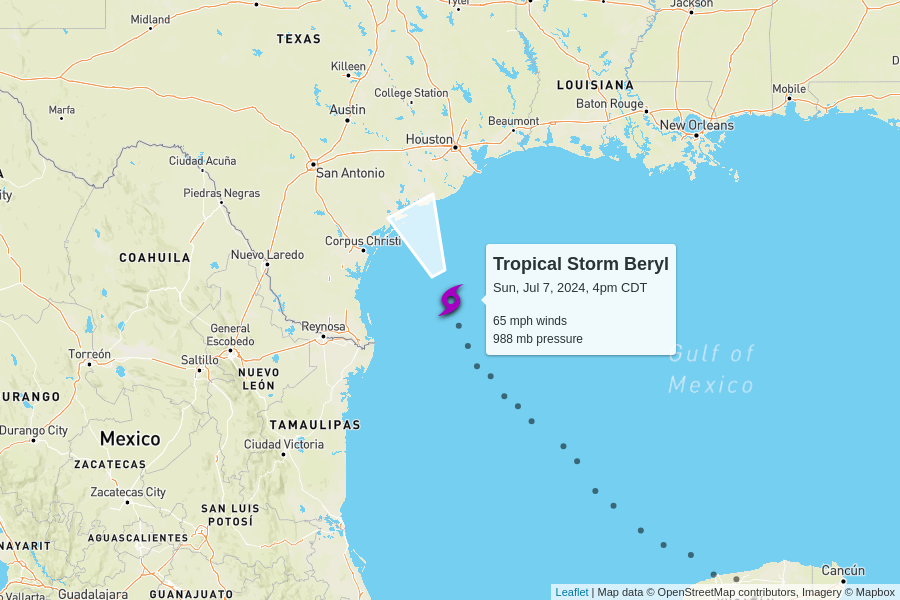 Jackson
Tyler
Midland
TEXAS
Killeen
LOUISIANA
Mobile
College Station
Baton Rouge
Marfa
Austin
Beaumont
New Orleans
Houston
Ciudad Acuña
San Antonio
Piedras Negras
Corpus Christi
COAHUILA
Nuevo Laredo
Tropical Storm Beryl
Sun, Jul 7, 2024, 4pm CDT
65 mph winds
988 mb pressure
General
Escobedo
Reynosa
Torreón
Saltillo
Gulf of
Mexico
NUEVO
LEÓN
URANGO
TAMAULIPAS
Durango City
Mexico
Ciudad Victoria
ZACATECAS
Zacatecas City
SAN LUIS
POTOSÍ
AGUASCALIENTES
NAYARIT
Cancún
Guadalajara
GUANAJUATO
Leaflet | Map data © OpenStreetMap contributors, Imagery © Mapbox